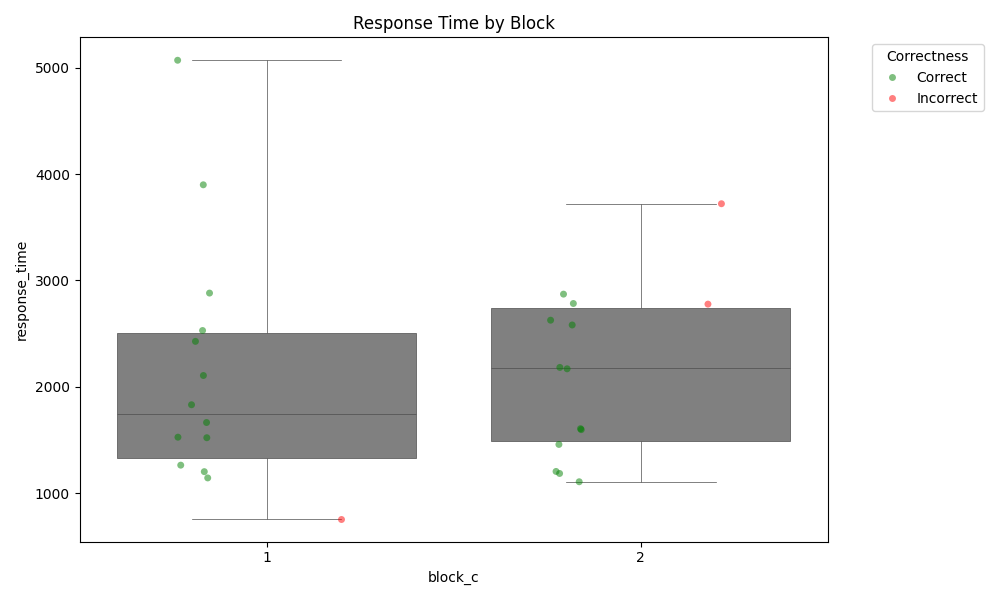 Response Time by Block
Correctness
Correct
Incorrect
5000
4000
3000
2000
1000
response_time
1
2
block_c